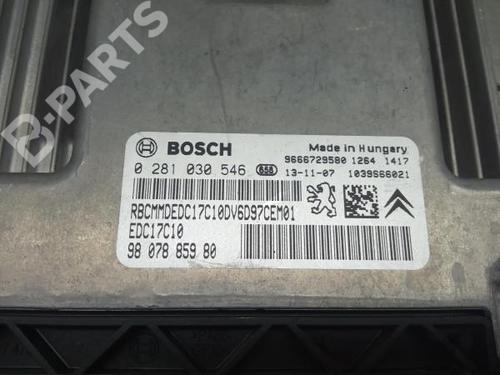 B-PARTS
BOSCH
Made in Hungary
9666729580 1264 1417
0 281 030 546 658
13-11-07 1039S66021
RBCMMDEDC17C10DV6D97CEM01
EDC17C10
98 078 859 80